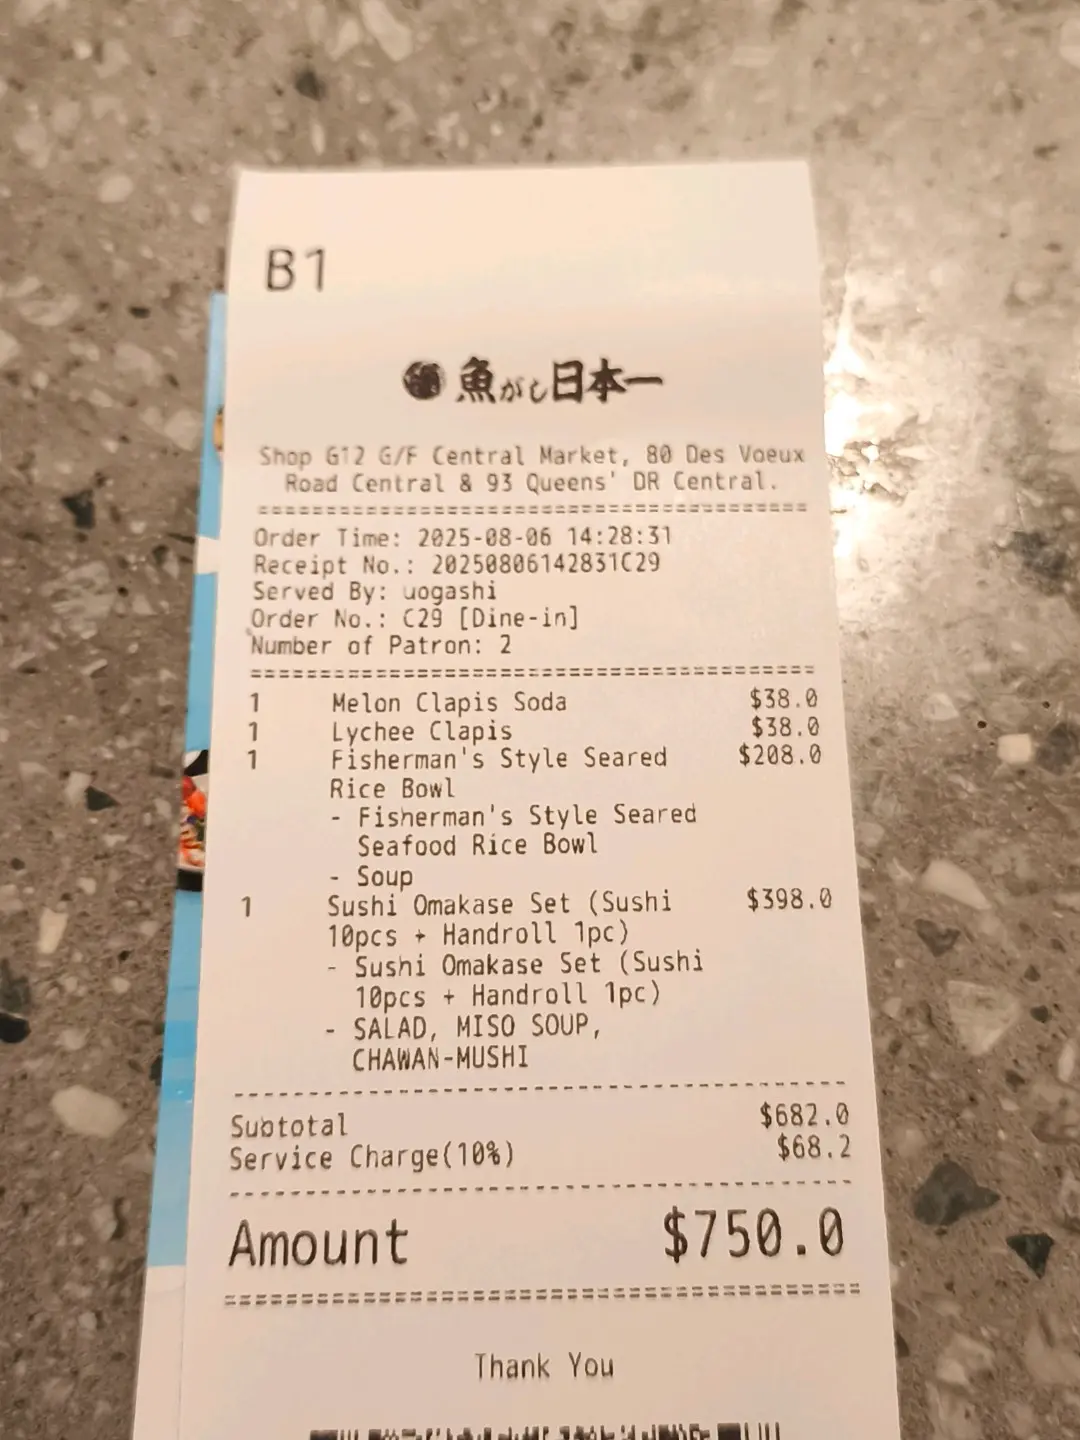 B1
魚がし日本一
Shop G12 G/F Central Market, 80 Des Voeux
Road Central & 93 Queens' DR Central.
==========================================
Order Time: 2025-08-06 14:28:31
Receipt No.: 20250806142831C29
Served By: uogashi
Order No.: C29 [Dine-in]
Number of Patron: 2
==========================================
1 Melon Clapis Soda $38.0
1 Lychee Clapis $38.0
1 Fisherman's Style Seared $208.0
Rice Bowl
- Fisherman's Style Seared
Seafood Rice Bowl
- Soup
1 Sushi Omakase Set (Sushi $398.0
10pcs + Handroll 1pc)
- Sushi Omakase Set (Sushi
10pcs + Handroll 1pc)
- SALAD, MISO SOUP,
CHAWAN-MUSHI
------------------------------------------
Subtotal $682.0
Service Charge(10%) $68.2
------------------------------------------
Amount $750.0
==========================================
Thank You